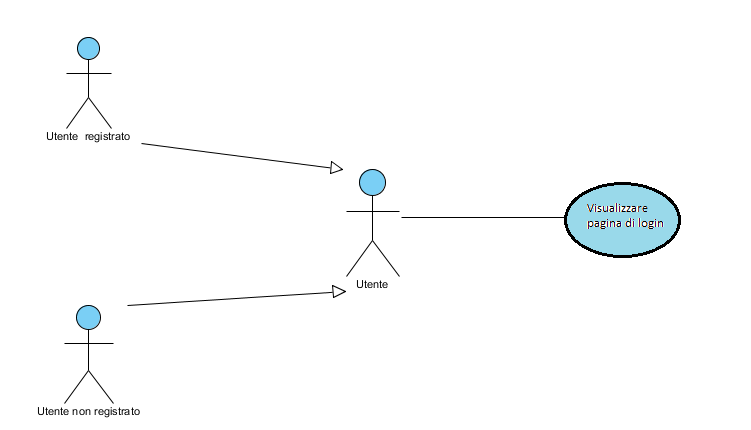 Utente registrato
Utente
Visualizzare
pagina di login
Utente non registrato